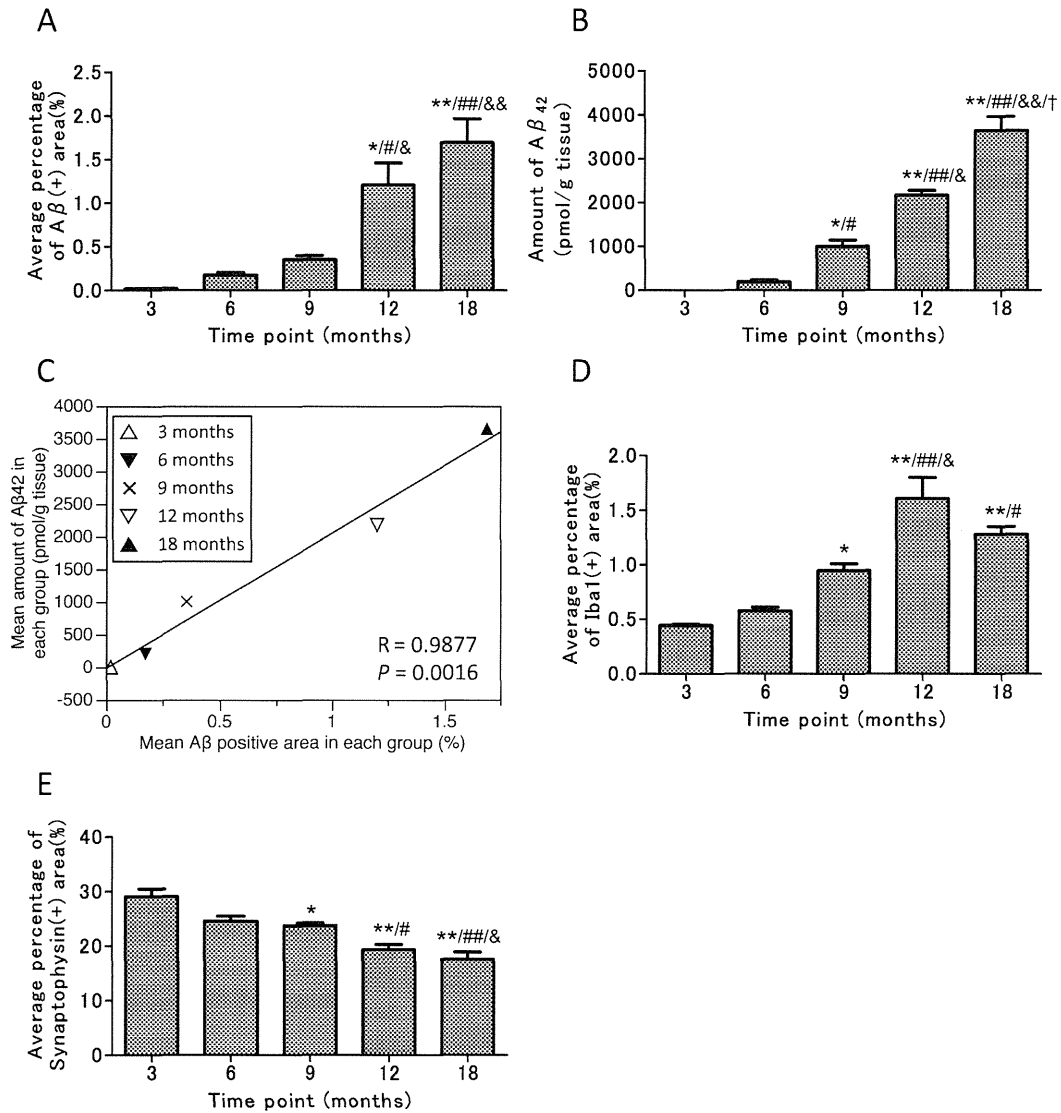 A
Average percentage
of Aβ(+) area(%)
2.5
2.0
1.5
1.0
0.5
0.0
*/#/&
**/##/&&
3 6 9 12 18
Time point (months)
B
Amount of Aβ42
(pmol/g tissue)
5000
4000
3000
2000
1000
0
*/#
**/##/&
**/##/&&/†
3 6 9 12 18
Time point (months)
C
Mean amount of Aβ42 in
each group (pmol/g tissue)
4000
3500
3000
2500
2000
1500
1000
500
0
-500
△ 3 months
▼ 6 months
× 9 months
▽ 12 months
▲ 18 months
R = 0.9877
P = 0.0016
0 0.5 1 1.5
Mean Aβ positive area in each group (%)
D
Average percentage
of Iba1(+) area(%)
2.0
1.5
1.0
0.5
0.0
*
**/##/&
**/#
3 6 9 12 18
Time point (months)
E
Average percentage of
Synaptophysin(+) area(%)
40
30
20
10
0
*
**/#
**/##/&
3 6 9 12 18
Time point (months)